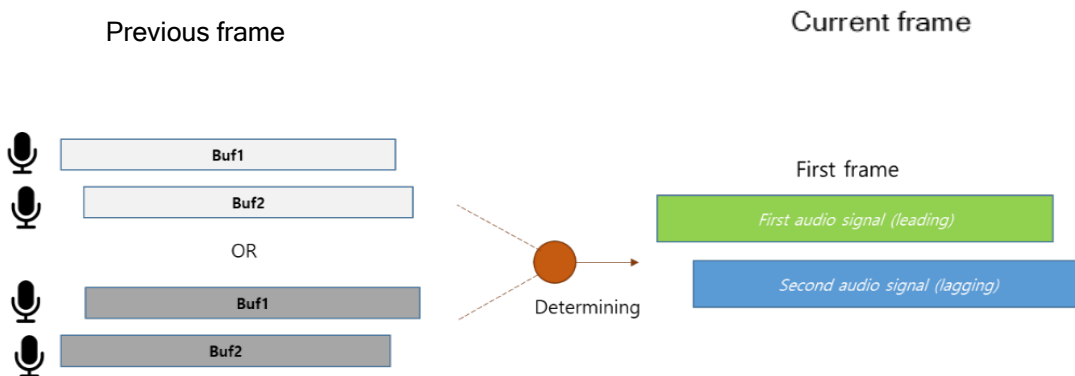 Previous frame
Current frame
Buf1
Buf2
OR
Buf1
Buf2
Determining
First frame
First audio signal (leading)
Second audio signal (lagging)